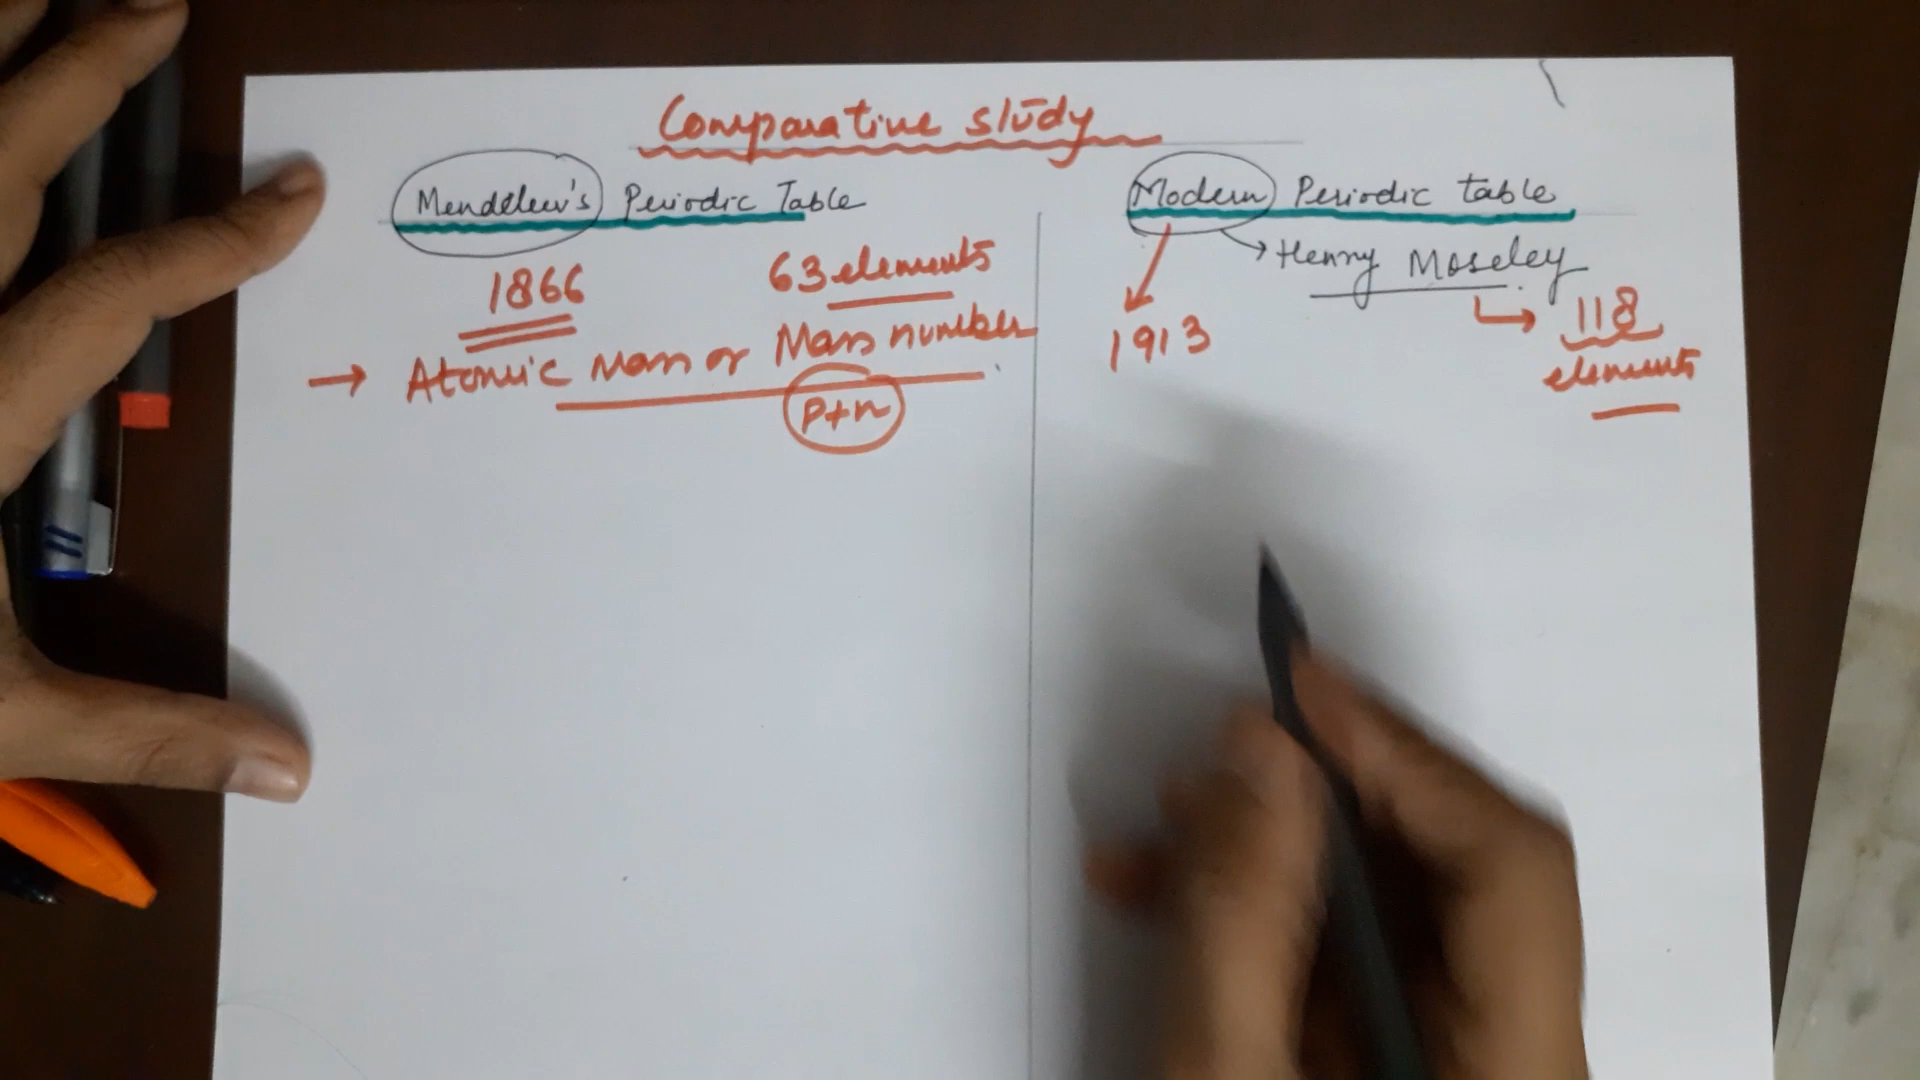 Comparative study
Mendeleev's Periodic Table
1866
63 elements
→ Atomic Mass or Mass number
P+n
Modern Periodic table
→ Henny Moseley
1913
118
elements